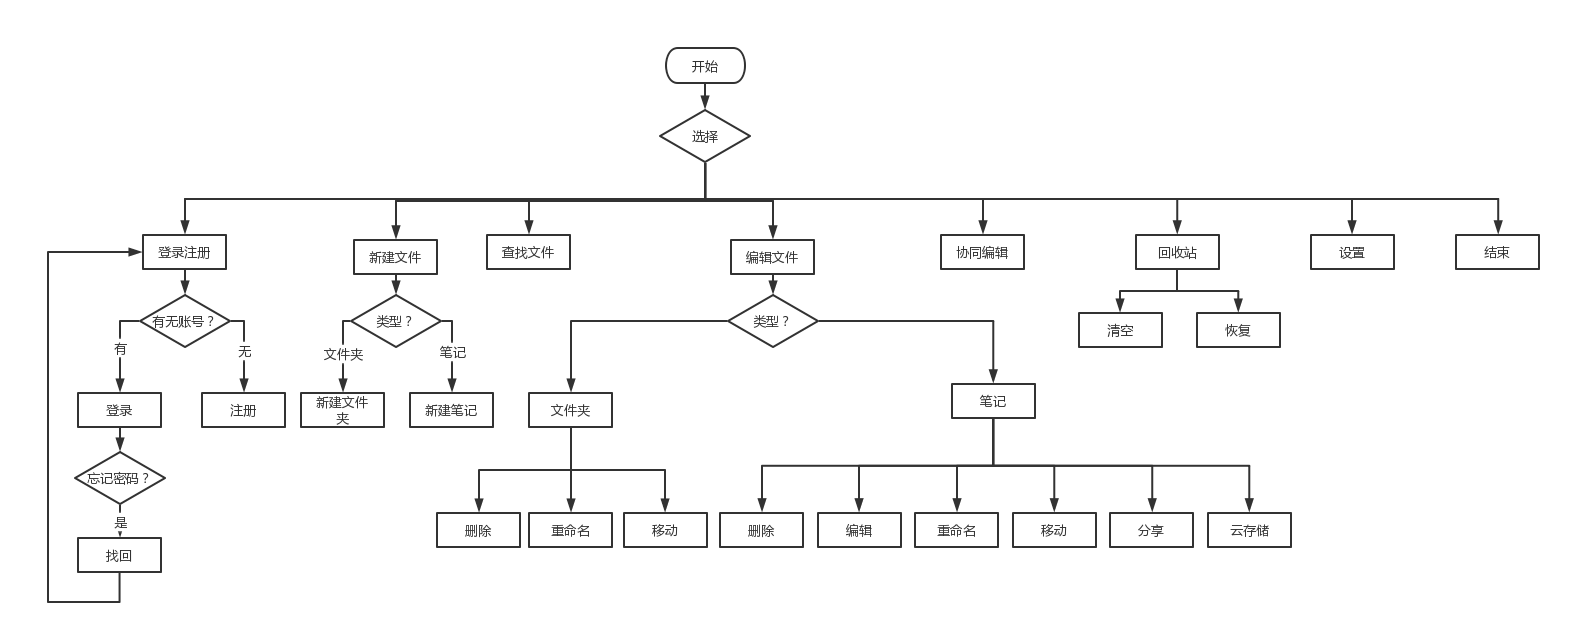 开始
选择
登录注册
新建文件
查找文件
编辑文件
协同编辑
回收站
设置
结束
有无账号？
类型？
类型？
清空
恢复
有
无
文件夹
笔记
登录
注册
新建文件
夹
新建笔记
文件夹
笔记
忘记密码？
是
删除
重命名
移动
删除
编辑
重命名
移动
分享
云存储
找回